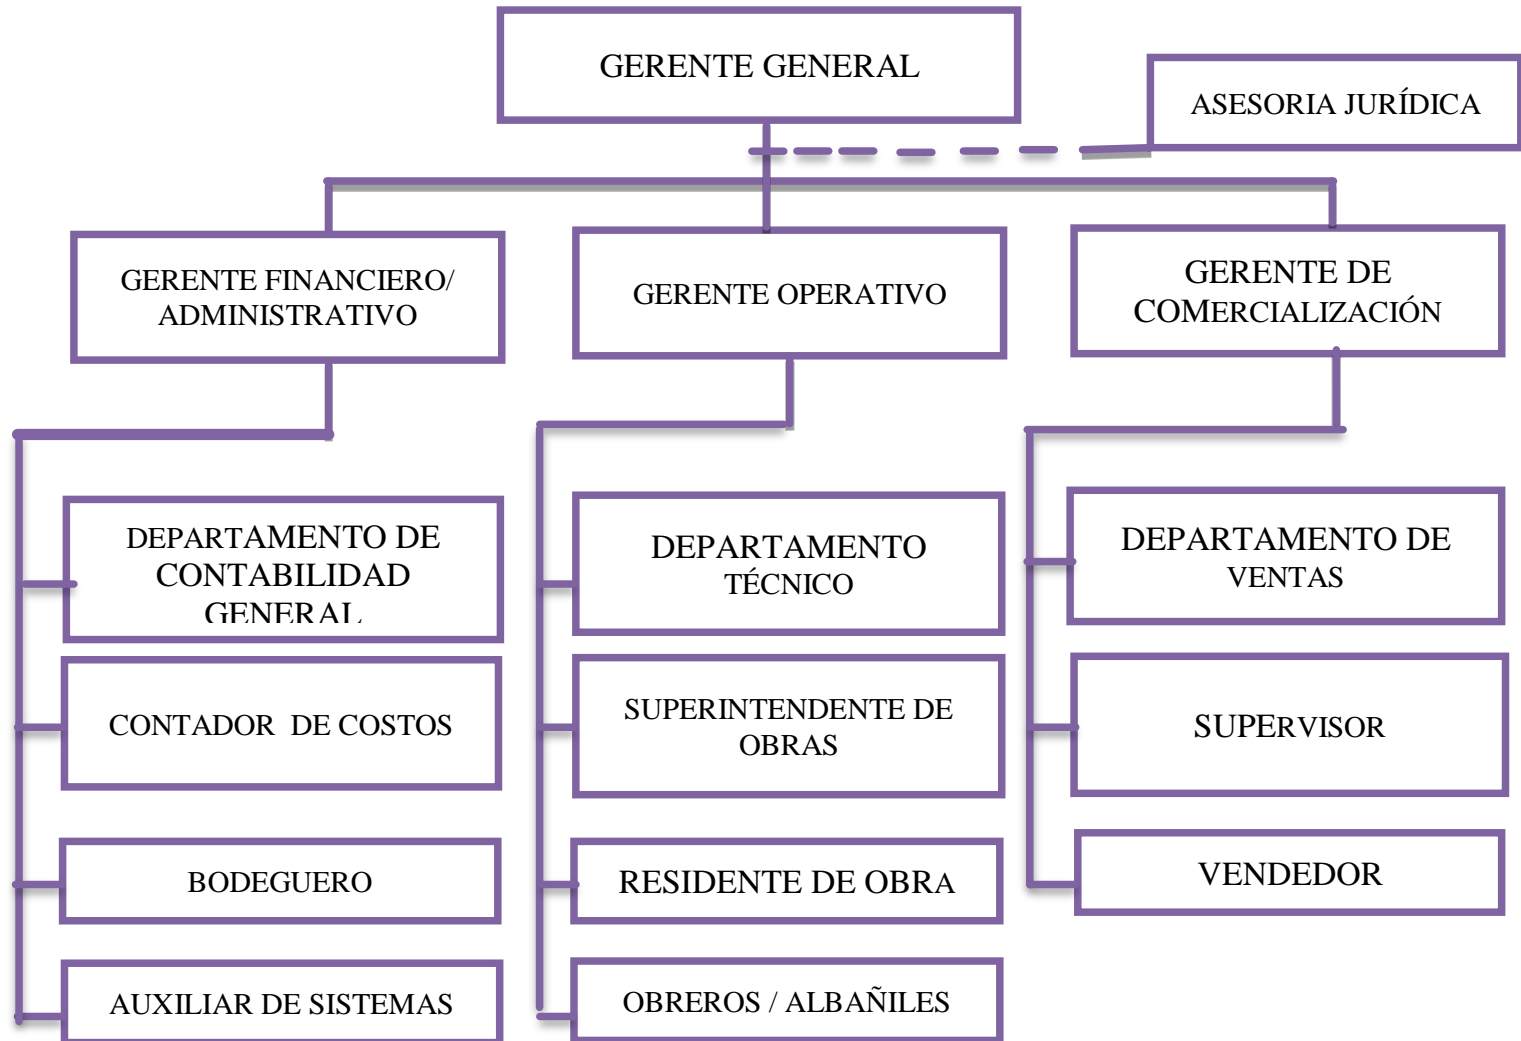 GERENTE GENERAL
ASESORIA JURÍDICA
GERENTE FINANCIERO/
ADMINISTRATIVO
GERENTE OPERATIVO
GERENTE DE
COMERCIALIZACIÓN
DEPARTAMENTO DE
CONTABILIDAD
GENERAL
DEPARTAMENTO
TÉCNICO
DEPARTAMENTO DE
VENTAS
CONTADOR DE COSTOS
SUPERINTENDENTE DE
OBRAS
SUPERVISOR
BODEGUERO
RESIDENTE DE OBRA
VENDEDOR
AUXILIAR DE SISTEMAS
OBREROS / ALBAÑILES